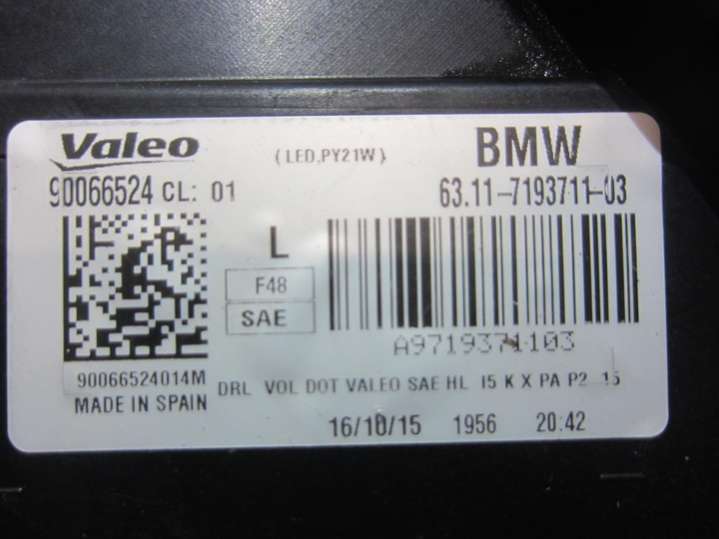 Valeo
(LED,PY21W)
BMW
90066524 CL: 01
63.11-7193711-03
L
F48
SAE
A9719371103
90066524014M
MADE IN SPAIN
DRL VOL DOT VALEO SAE HL I5 K X PA P2 15
16/10/15 1956 20:42